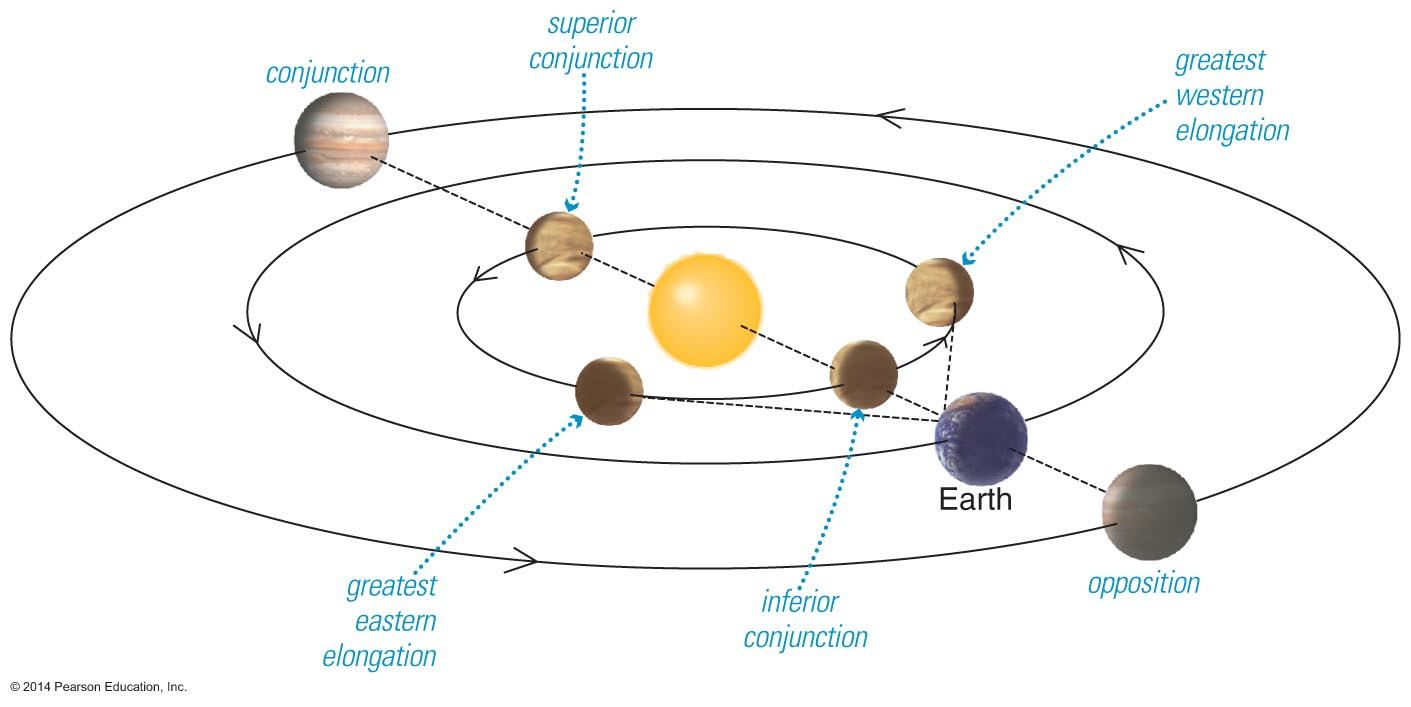 superior
conjunction
conjunction
greatest
western
elongation
Earth
greatest
eastern
elongation
inferior
conjunction
opposition
© 2014 Pearson Education, Inc.